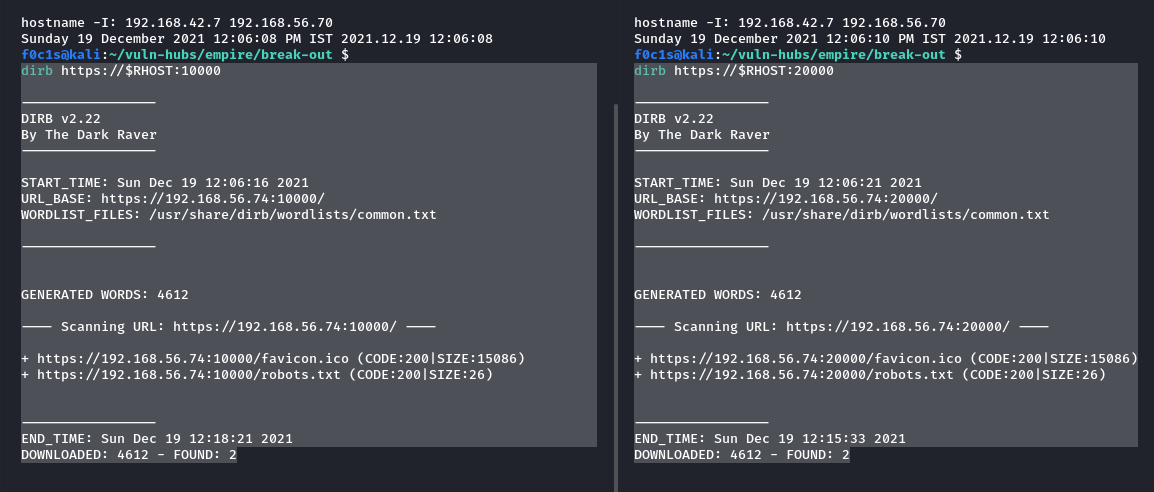 hostname -I: 192.168.42.7 192.168.56.70
Sunday 19 December 2021 12:06:08 PM IST 2021.12.19 12:06:08
f0c1s@kali:~/vuln-hubs/empire/break-out $
dirb https://$RHOST:10000

-----------------
DIRB v2.22
By The Dark Raver
-----------------

START_TIME: Sun Dec 19 12:06:16 2021
URL_BASE: https://192.168.56.74:10000/
WORDLIST_FILES: /usr/share/dirb/wordlists/common.txt

-----------------

GENERATED WORDS: 4612

---- Scanning URL: https://192.168.56.74:10000/ ----

+ https://192.168.56.74:10000/favicon.ico (CODE:200|SIZE:15086)
+ https://192.168.56.74:10000/robots.txt (CODE:200|SIZE:26)

-----------------
END_TIME: Sun Dec 19 12:18:21 2021
DOWNLOADED: 4612 - FOUND: 2

hostname -I: 192.168.42.7 192.168.56.70
Sunday 19 December 2021 12:06:10 PM IST 2021.12.19 12:06:10
f0c1s@kali:~/vuln-hubs/empire/break-out $
dirb https://$RHOST:20000

-----------------
DIRB v2.22
By The Dark Raver
-----------------

START_TIME: Sun Dec 19 12:06:21 2021
URL_BASE: https://192.168.56.74:20000/
WORDLIST_FILES: /usr/share/dirb/wordlists/common.txt

-----------------

GENERATED WORDS: 4612

---- Scanning URL: https://192.168.56.74:20000/ ----

+ https://192.168.56.74:20000/favicon.ico (CODE:200|SIZE:15086)
+ https://192.168.56.74:20000/robots.txt (CODE:200|SIZE:26)

-----------------
END_TIME: Sun Dec 19 12:15:33 2021
DOWNLOADED: 4612 - FOUND: 2